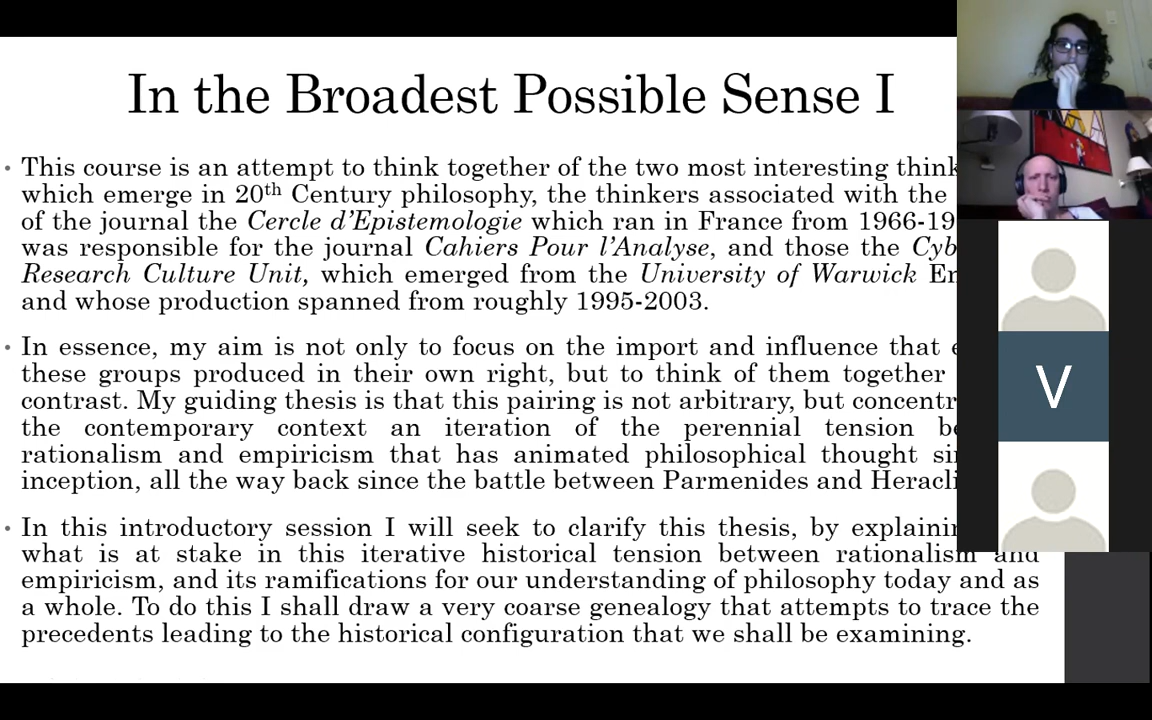 In the Broadest Possible Sense I
• This course is an attempt to think together of the two most interesting think
which emerge in 20th Century philosophy, the thinkers associated with the
of the journal the Cercle d'Epistemologie which ran in France from 1966-19
was responsible for the journal Cahiers Pour l'Analyse, and those the Cyb
Research Culture Unit, which emerged from the University of Warwick En
and whose production spanned from roughly 1995-2003.
• In essence, my aim is not only to focus on the import and influence that e
these groups produced in their own right, but to think of them together
contrast. My guiding thesis is that this pairing is not arbitrary, but concentr
the contemporary context an iteration of the perennial tension be
rationalism and empiricism that has animated philosophical thought si
inception, all the way back since the battle between Parmenides and Heracli
• In this introductory session I will seek to clarify this thesis, by explaini
what is at stake in this iterative historical tension between rationalism and
empiricism, and its ramifications for our understanding of philosophy today and as
a whole. To do this I shall draw a very coarse genealogy that attempts to trace the
precedents leading to the historical configuration that we shall be examining.
V